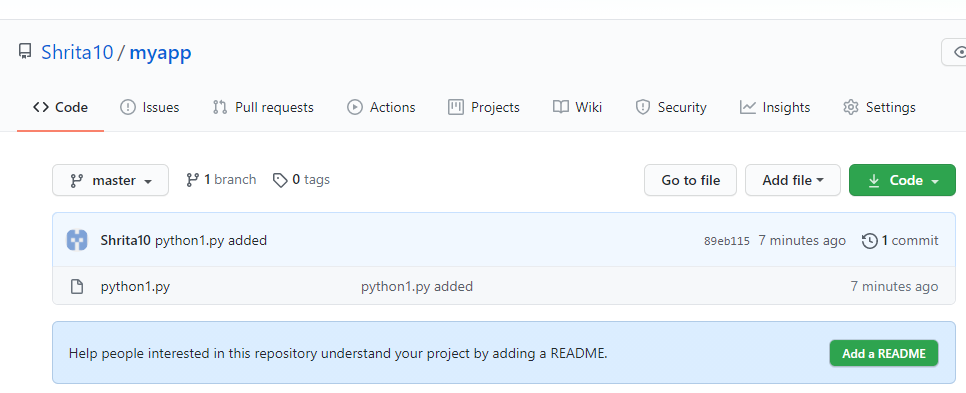 Shrita10 / myapp
Code Issues Pull requests Actions Projects Wiki Security Insights Settings
master 1 branch 0 tags Go to file Add file Code
Shrita10 python1.py added 89eb115 7 minutes ago 1 commit
python1.py python1.py added 7 minutes ago
Help people interested in this repository understand your project by adding a README. Add a README